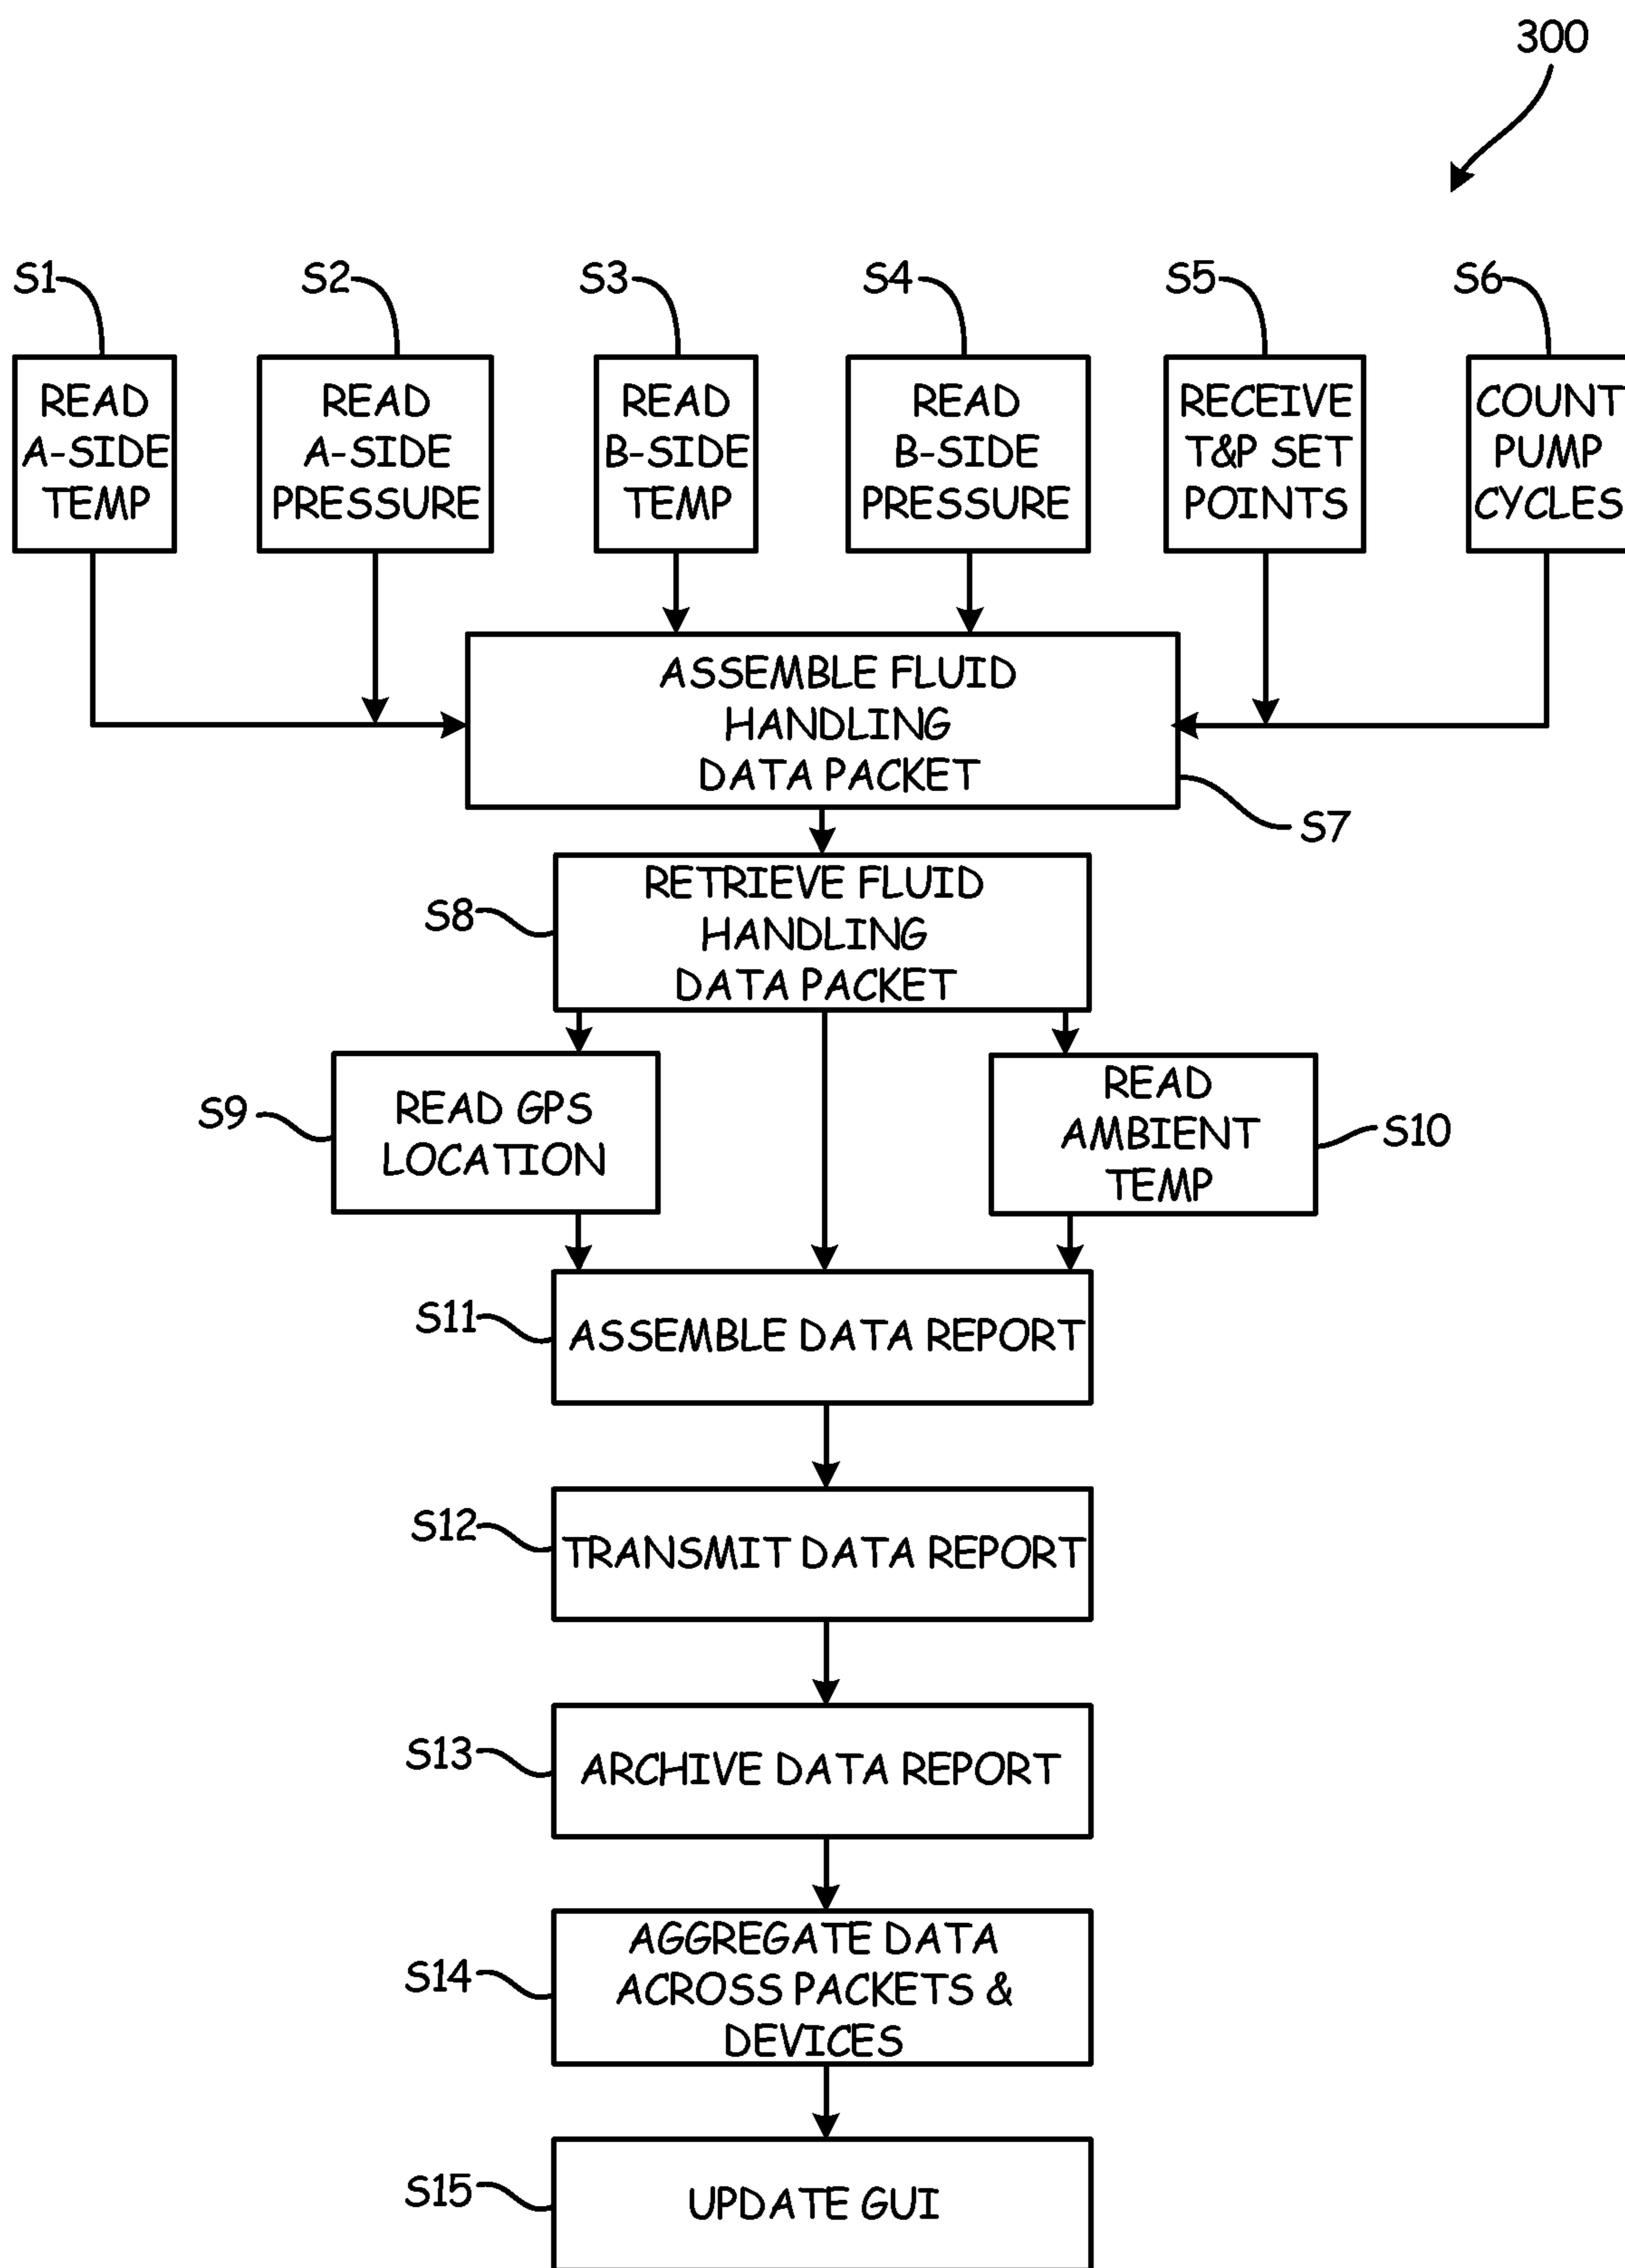 300
S1
S2
S3
S4
S5
S6
READ
A-SIDE
TEMP
READ
A-SIDE
PRESSURE
READ
B-SIDE
TEMP
READ
B-SIDE
PRESSURE
RECEIVE
T&P SET
POINTS
COUNT
PUMP
CYCLES
ASSEMBLE FLUID
HANDLING
DATA PACKET
S7
S8
RETRIEVE FLUID
HANDLING
DATA PACKET
S9
READ GPS
LOCATION
READ
AMBIENT
TEMP
S10
S11
ASSEMBLE DATA REPORT
S12
TRANSMIT DATA REPORT
S13
ARCHIVE DATA REPORT
S14
AGGREGATE DATA
ACROSS PACKETS &
DEVICES
S15
UPDATE GUI